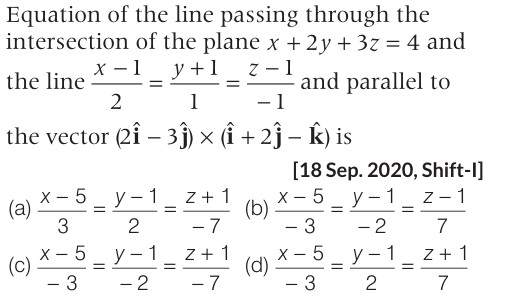 Equation of the line passing through the
intersection of the plane x + 2y + 3z = 4 and
the line (x − 1)/2 = (y + 1)/1 = (z − 1)/−1 and parallel to
the vector (2î − 3ĵ) × (î + 2ĵ − k̂) is
[18 Sep. 2020, Shift-I]
(a) (x − 5)/3 = (y − 1)/2 = (z + 1)/−7 (b) (x − 5)/−3 = (y − 1)/−2 = (z − 1)/7
(c) (x − 5)/−3 = (y − 1)/−2 = (z + 1)/−7 (d) (x − 5)/−3 = (y − 1)/2 = (z + 1)/7